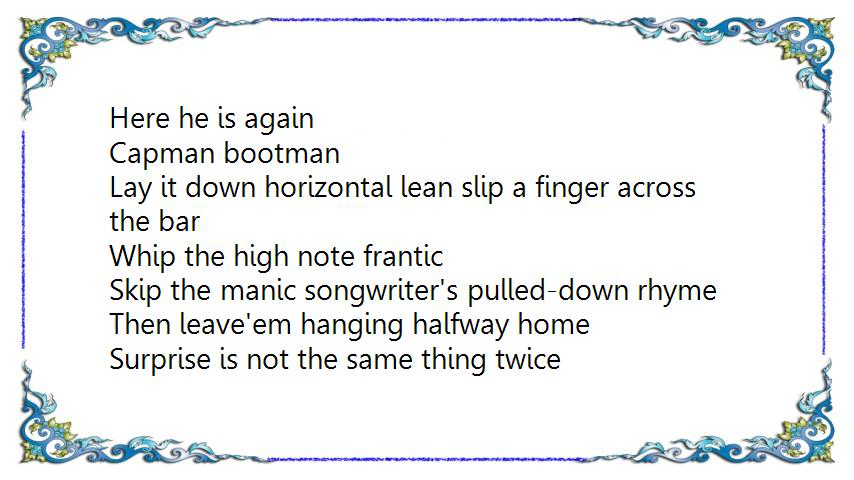 Here he is again
Capman bootman
Lay it down horizontal lean slip a finger across
the bar
Whip the high note frantic
Skip the manic songwriter's pulled-down rhyme
Then leave'em hanging halfway home
Surprise is not the same thing twice